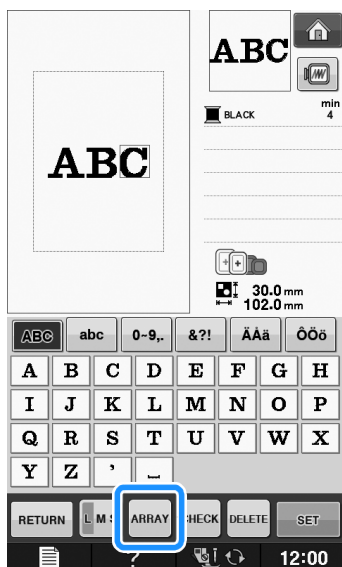 ABC
ABC
min
BLACK 4
30.0 mm
102.0 mm
ABC abc 0~9,. &?! ÄÅä ÔÖö
A B C D E F G H
I J K L M N O P
Q R S T U V W X
Y Z ' _
RETURN L M S ARRAY CHECK DELETE SET
? 12:00